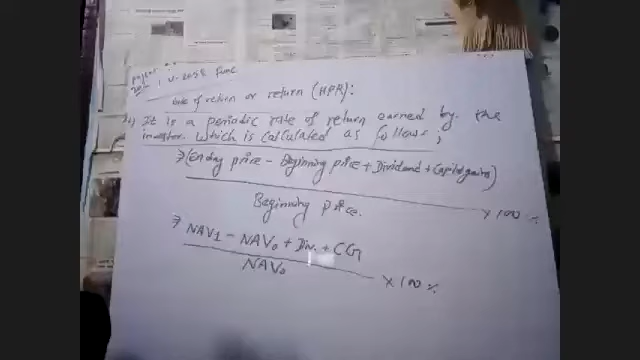 Rate of return or return (HPR):
It is a periodic rate of return earned by the
investor. Which is calculated as follows;
(Ending price - Beginning price + Dividend + Capital gains)
Beginning price.
× 100 %
NAV₁ - NAV₀ + Div. + CG
NAV₀
× 100 %